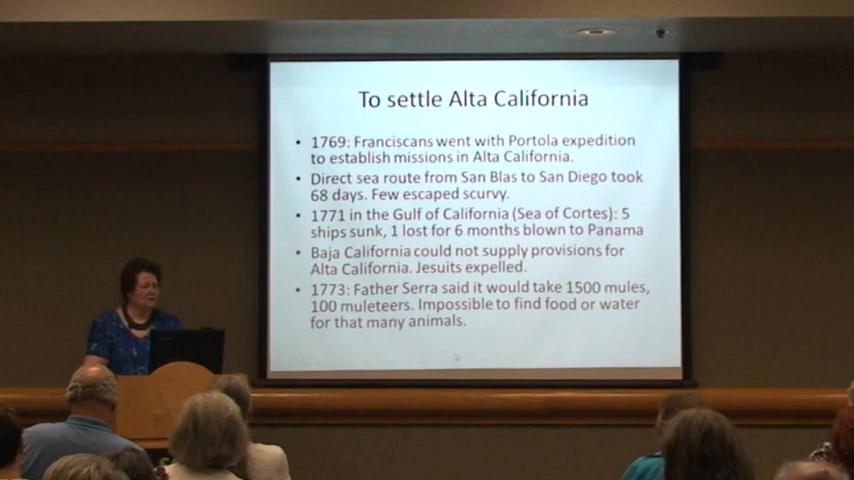 To settle Alta California
• 1769: Franciscans went with Portola expedition
to establish missions in Alta California.
• Direct sea route from San Blas to San Diego took
68 days. Few escaped scurvy.
• 1771 in the Gulf of California (Sea of Cortes): 5
ships sunk, 1 lost for 6 months blown to Panama
• Baja California could not supply provisions for
Alta California. Jesuits expelled.
• 1773: Father Serra said it would take 1500 mules,
100 muleteers. Impossible to find food or water
for that many animals.